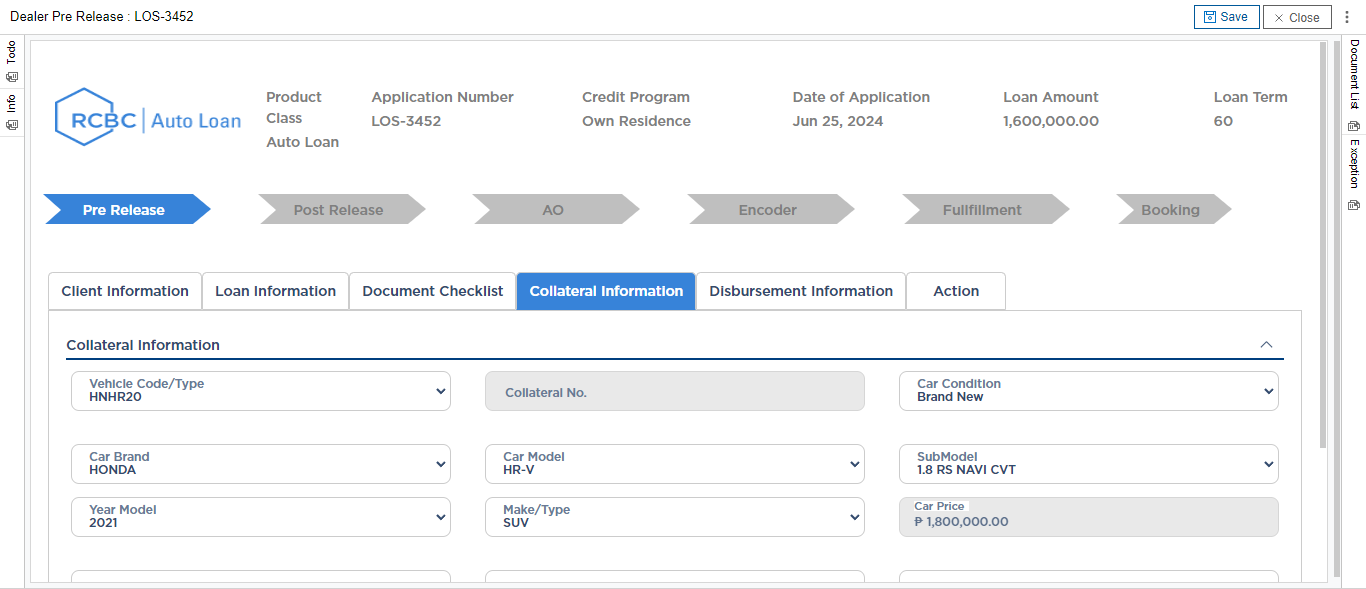 Dealer Pre Release : LOS-3452
Save
Close
Todo
Info
Document List
Exception
RCBC | Auto Loan
Product Class
Auto Loan
Application Number
LOS-3452
Credit Program
Own Residence
Date of Application
Jun 25, 2024
Loan Amount
1,600,000.00
Loan Term
60
Pre Release
Post Release
AO
Encoder
Fullfillment
Booking
Client Information
Loan Information
Document Checklist
Collateral Information
Disbursement Information
Action
Collateral Information
Vehicle Code/Type
HNHR20
Collateral No.
Car Condition
Brand New
Car Brand
HONDA
Car Model
HR-V
SubModel
1.8 RS NAVI CVT
Year Model
2021
Make/Type
SUV
Car Price
₱ 1,800,000.00